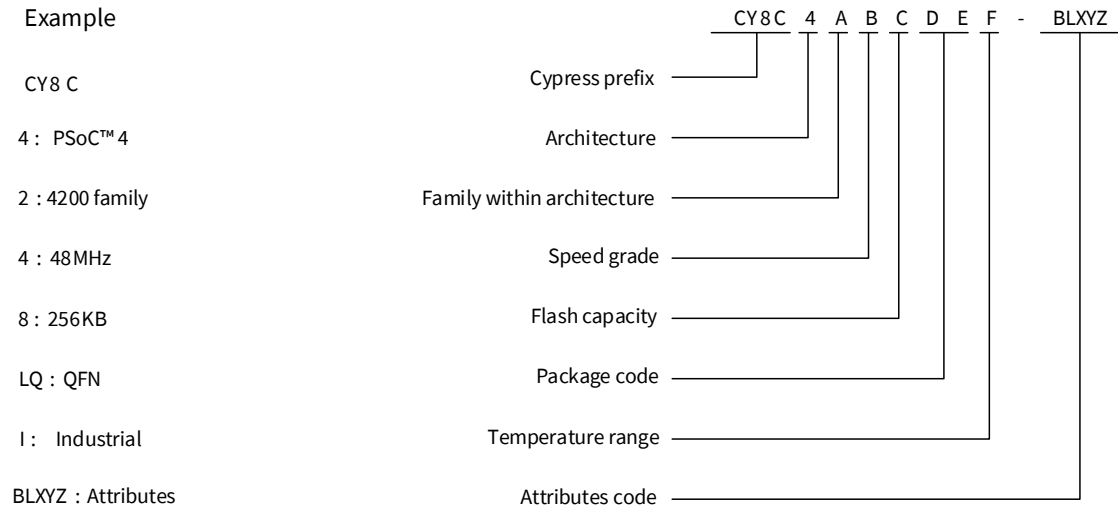 Example CY8C 4 A B C D E F - BLXYZ
CY8 C Cypress prefix
4 : PSoC™ 4 Architecture
2 : 4200 family Family within architecture
4 : 48MHz Speed grade
8 : 256KB Flash capacity
LQ : QFN Package code
I : Industrial Temperature range
BLXYZ : Attributes Attributes code